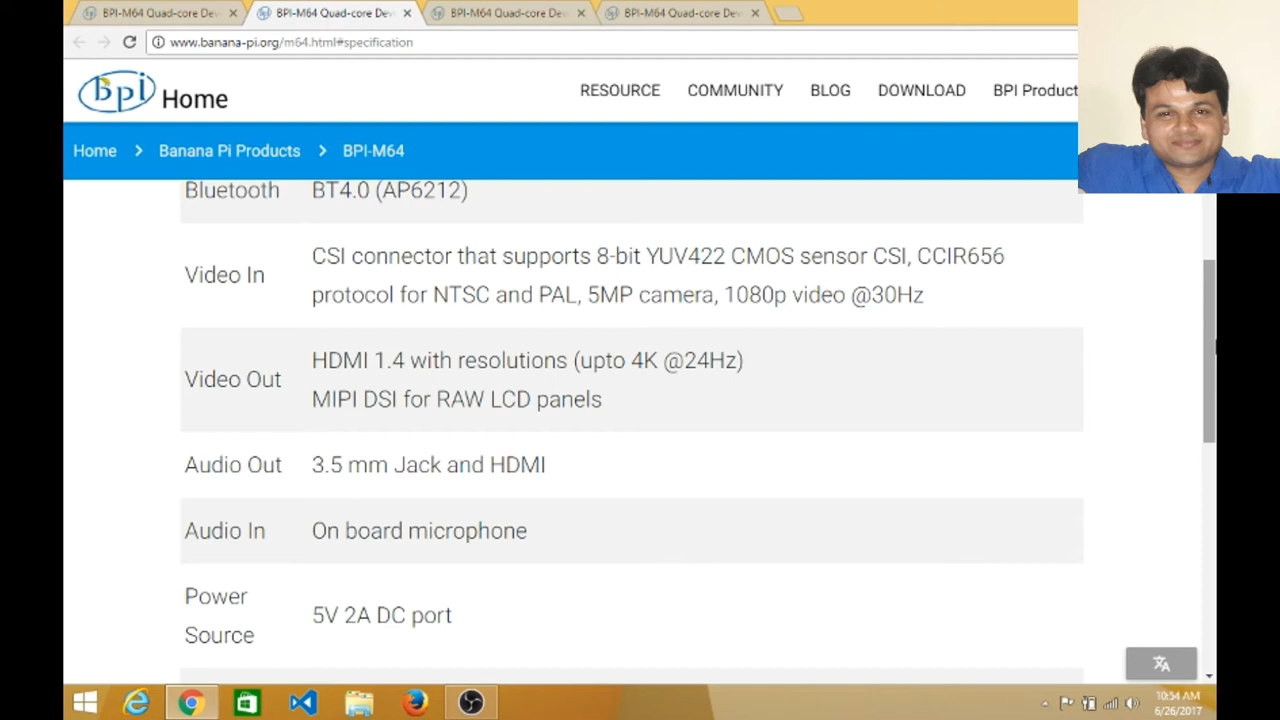 BPI-M64 Quad-core Dev
BPI-M64 Quad-core Dev
BPI-M64 Quad-core Dev
BPI-M64 Quad-core Dev
www.banana-pi.org/m64.html#specification
bpi Home
RESOURCE COMMUNITY BLOG DOWNLOAD BPI Product
Home > Banana Pi Products > BPI-M64
Bluetooth BT4.0 (AP6212)
Video In CSI connector that supports 8-bit YUV422 CMOS sensor CSI, CCIR656
protocol for NTSC and PAL, 5MP camera, 1080p video @30Hz
Video Out HDMI 1.4 with resolutions (upto 4K @24Hz)
MIPI DSI for RAW LCD panels
Audio Out 3.5 mm Jack and HDMI
Audio In On board microphone
Power
Source 5V 2A DC port
10:54 AM
6/26/2017